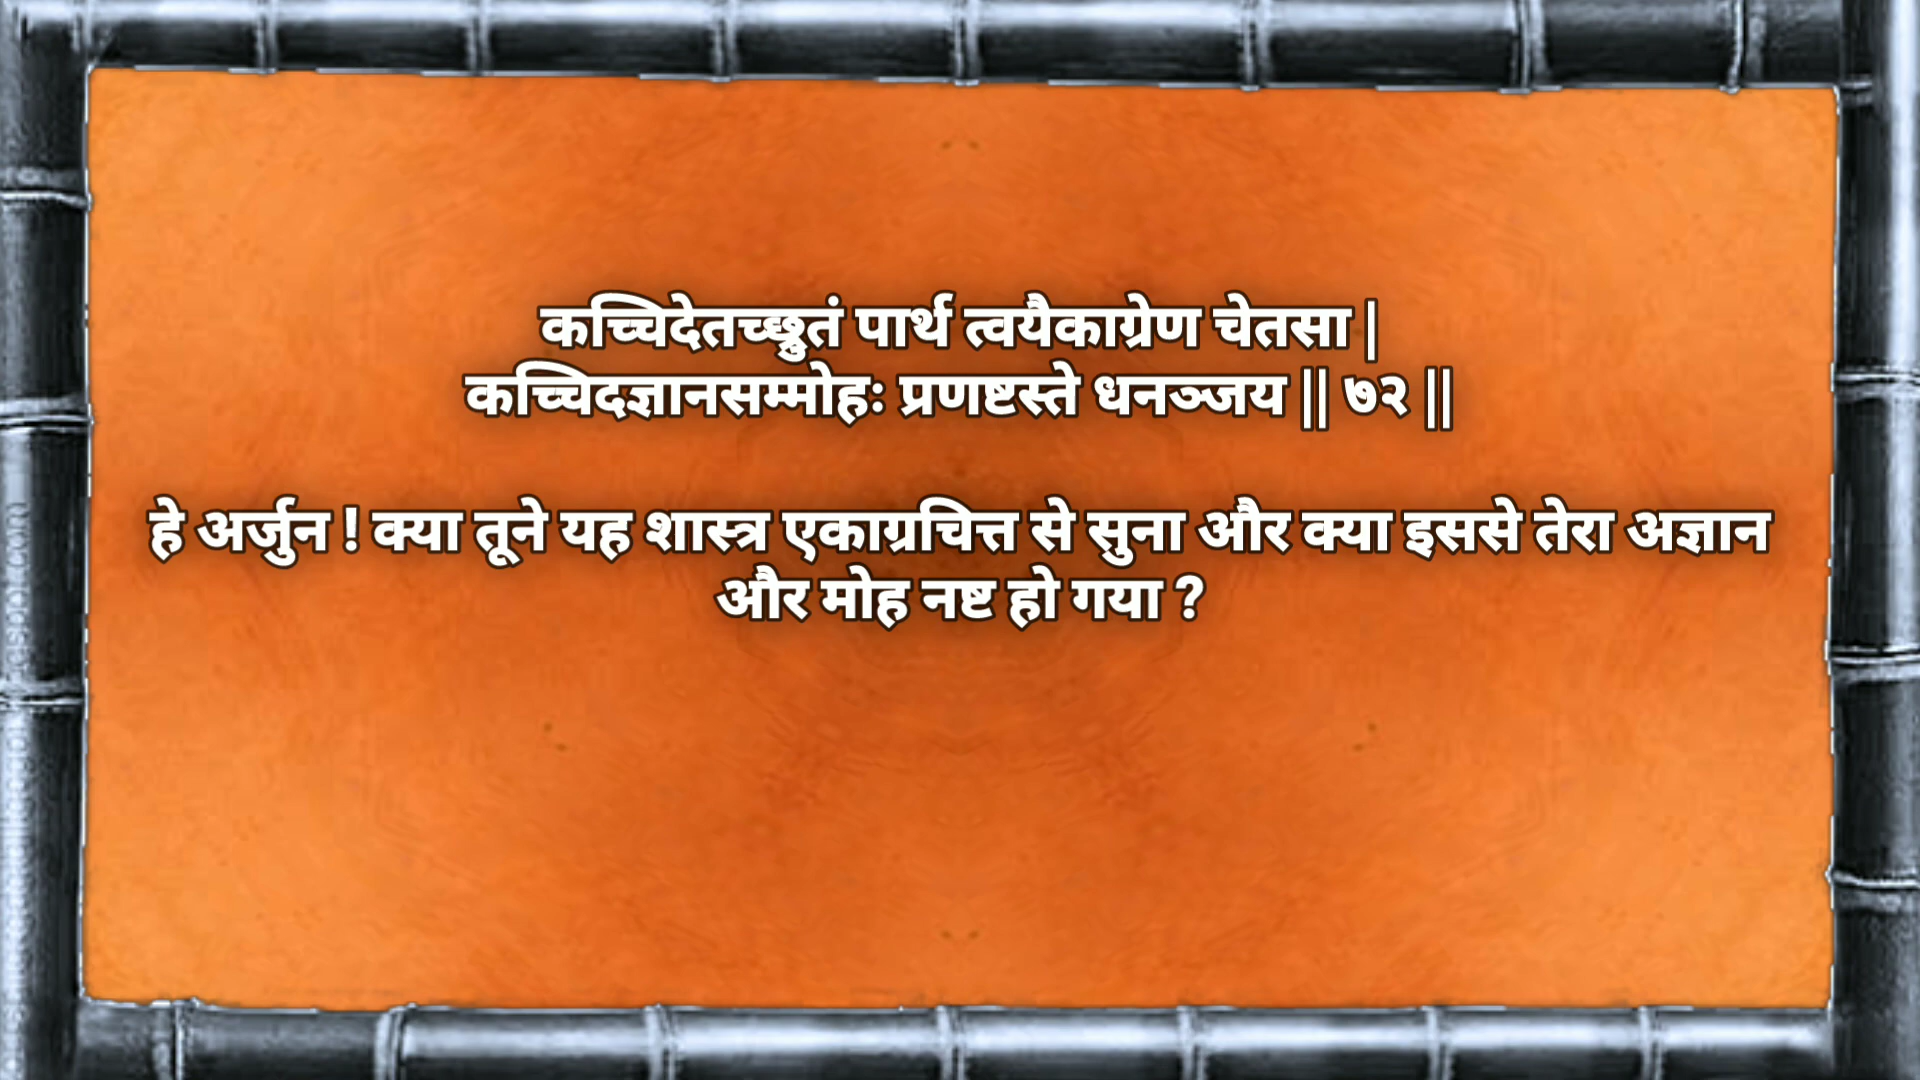 कच्चिदेतच्छ्रुतं पार्थ त्वयैकाग्रेण चेतसा |
कच्चिदज्ञानसम्मोहः प्रणष्टस्ते धनञ्जय || ७२ ||
हे अर्जुन ! क्या तूने यह शास्त्र एकाग्रचित्त से सुना और क्या इससे तेरा अज्ञान
और मोह नष्ट हो गया ?